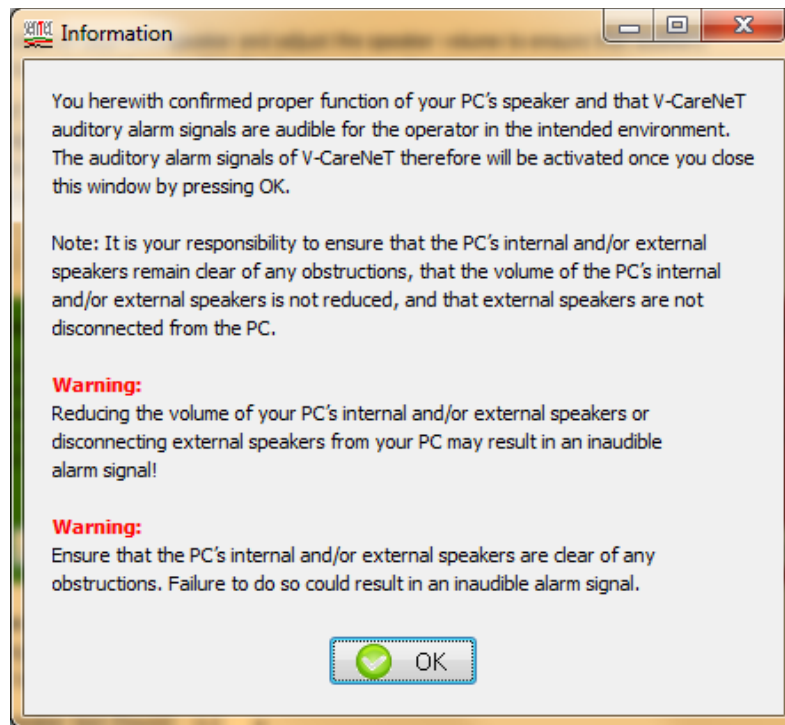 sentec
Information
You herewith confirmed proper function of your PC’s speaker and that V-CareNeT
auditory alarm signals are audible for the operator in the intended environment.
The auditory alarm signals of V-CareNeT therefore will be activated once you close
this window by pressing OK.
Note: It is your responsibility to ensure that the PC’s internal and/or external
speakers remain clear of any obstructions, that the volume of the PC’s internal
and/or external speakers is not reduced, and that external speakers are not
disconnected from the PC.
Warning:
Reducing the volume of your PC’s internal and/or external speakers or
disconnecting external speakers from your PC may result in an inaudible
alarm signal!
Warning:
Ensure that the PC’s internal and/or external speakers are clear of any
obstructions. Failure to do so could result in an inaudible alarm signal.
OK